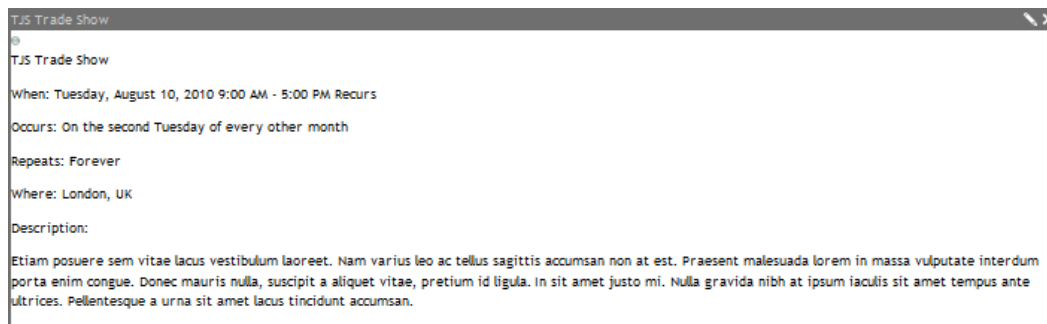 TJS Trade Show
TJS Trade Show
When: Tuesday, August 10, 2010 9:00 AM - 5:00 PM Recurs
Occurs: On the second Tuesday of every other month
Repeats: Forever
Where: London, UK
Description:
Etiam posuere sem vitae lacus vestibulum laoreet. Nam varius leo ac tellus sagittis accumsan non at est. Praesent malesuada lorem in massa vulputate interdum
porta enim congue. Donec mauris nulla, suscipit a aliquet vitae, pretium id ligula. In sit amet justo mi. Nulla gravida nibh at ipsum iaculis sit amet tempus ante
ultrices. Pellentesque a urna sit amet lacus tincidunt accumsan.